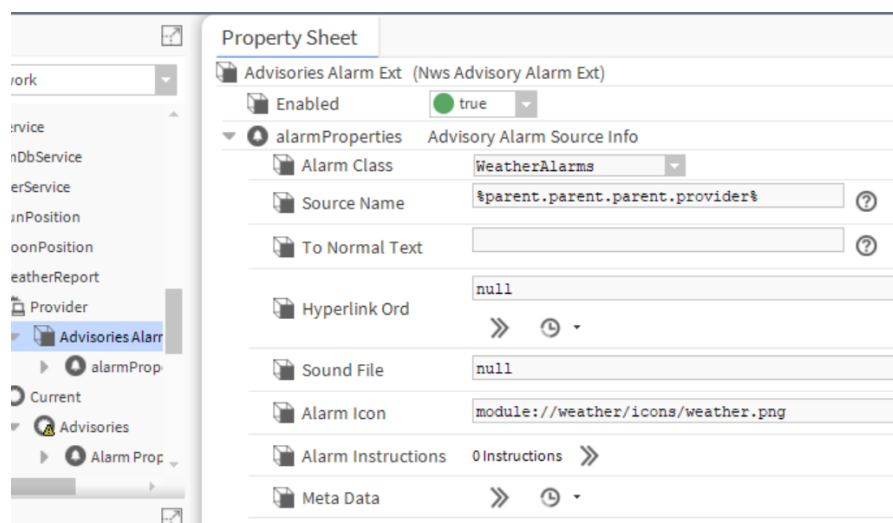 Property Sheet
Advisories Alarm Ext (Nws Advisory Alarm Ext)
Enabled true
alarmProperties Advisory Alarm Source Info
Alarm Class WeatherAlarms
Source Name %parent.parent.parent.provider%
To Normal Text
Hyperlink Ord null
Sound File null
Alarm Icon module://weather/icons/weather.png
Alarm Instructions 0 Instructions
Meta Data
vork
ervice
nDbService
erService
unPosition
oonPosition
eatherReport
Provider
Advisories Alarr
alarmProp
Current
Advisories
Alarm Prop